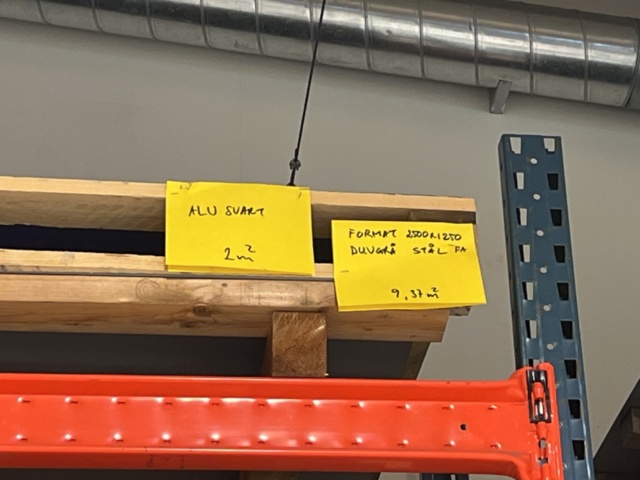 ALU SVART
2m²
FORMAT 2500x1250
DUVGRÅ STÅL FA
9,37m²